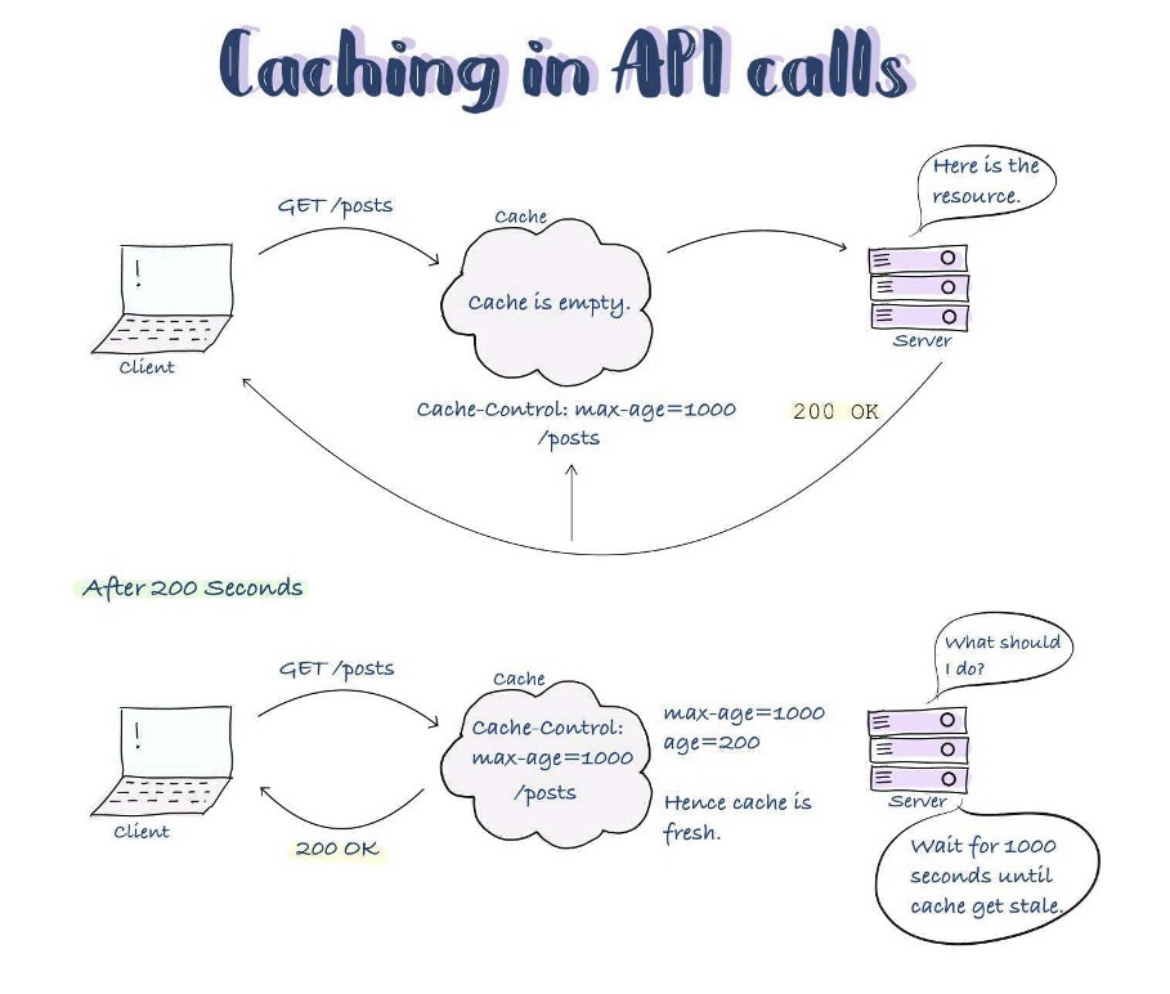 Caching in API calls
Here is the
resource.
GET /posts
Cache
Cache is empty.
Client
Server
Cache-Control: max-age=1000
/posts
200 OK
After 200 Seconds
What should
I do?
GET /posts
Cache
Cache-Control:
max-age=1000
/posts
max-age=1000
age=200
Hence cache is
fresh.
Client
Server
200 OK
Wait for 1000
seconds until
cache get stale.